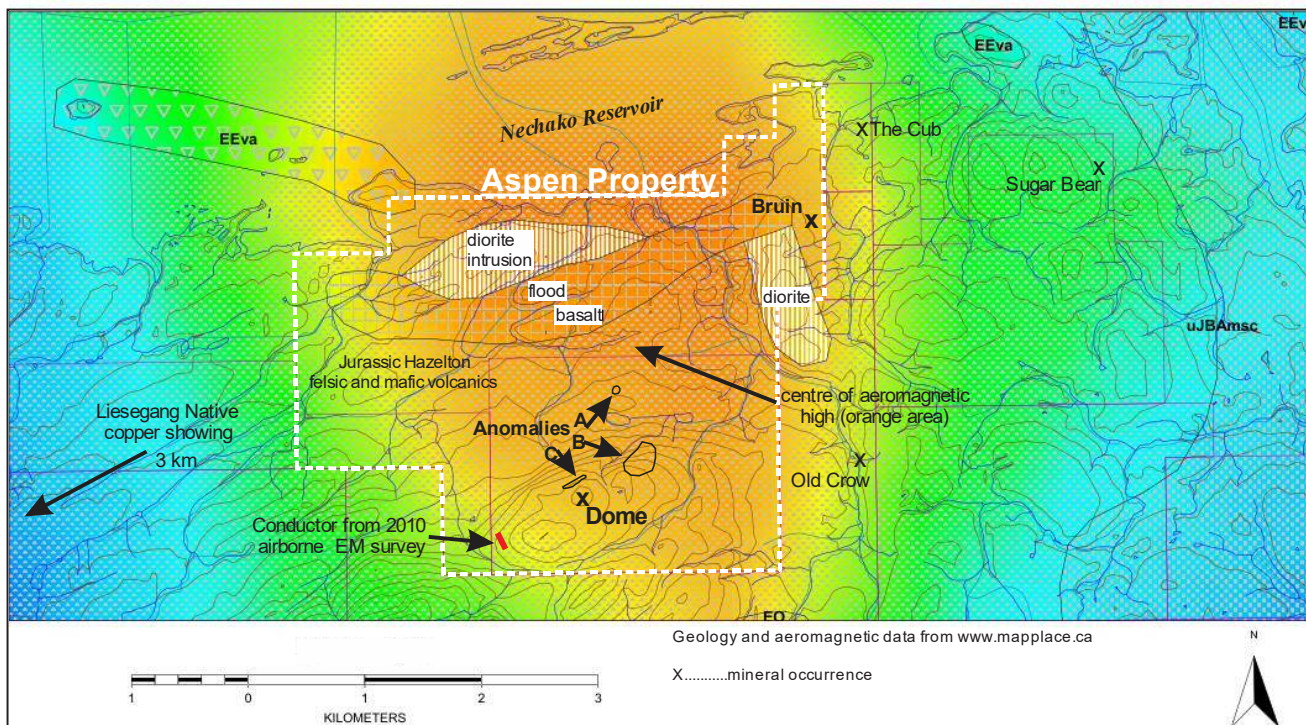 EEva
EEva
EEva
Nechako Reservoir
X The Cub
Aspen Property
X
Sugar Bear
Bruin
x
diorite
intrusion
flood
basalt
diorite
uJBAmsc
Jurassic Hazelton
felsic and mafic volcanics
centre of aeromagnetic
high (orange area)
Liesegang Native
copper showing
3 km
Anomalies
A
B
C
X
Old Crow
x
Dome
Conductor from 2010
airborne EM survey
EO
Geology and aeromagnetic data from www.mapplace.ca
X..........mineral occurrence
N
1 0 1 2 3
KILOMETERS